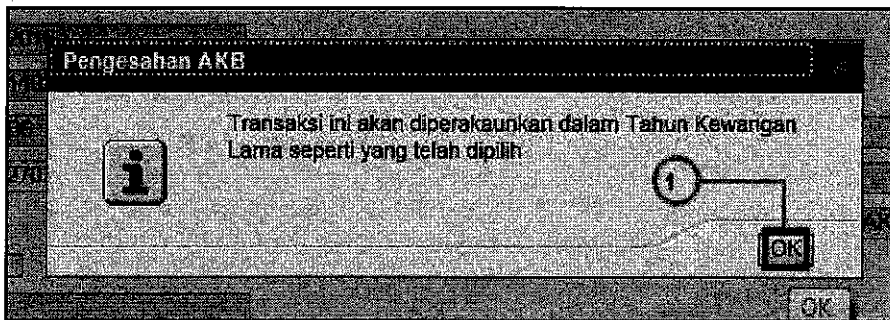 Pengesahan AKB
Transaksi ini akan diperakaunkan dalam Tahun Kewangan
Lama seperti yang telah dipilih
1
OK
OK